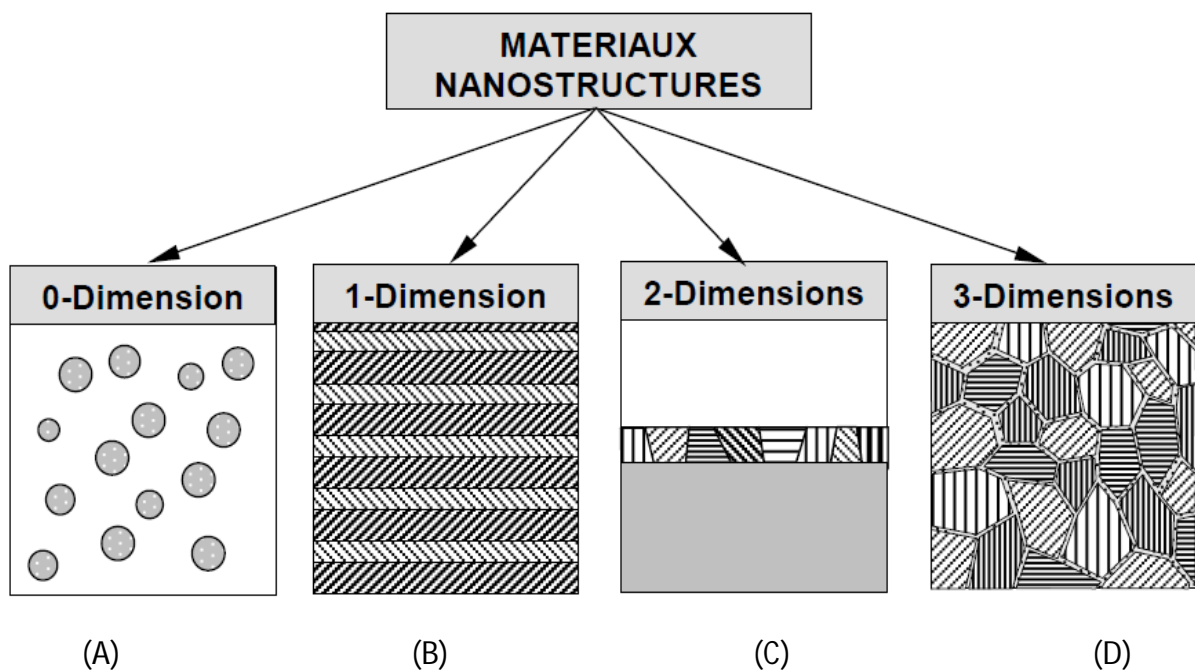 MATERIAUX
NANOSTRUCTURES
0-Dimension
1-Dimension
2-Dimensions
3-Dimensions
(A)
(B)
(C)
(D)